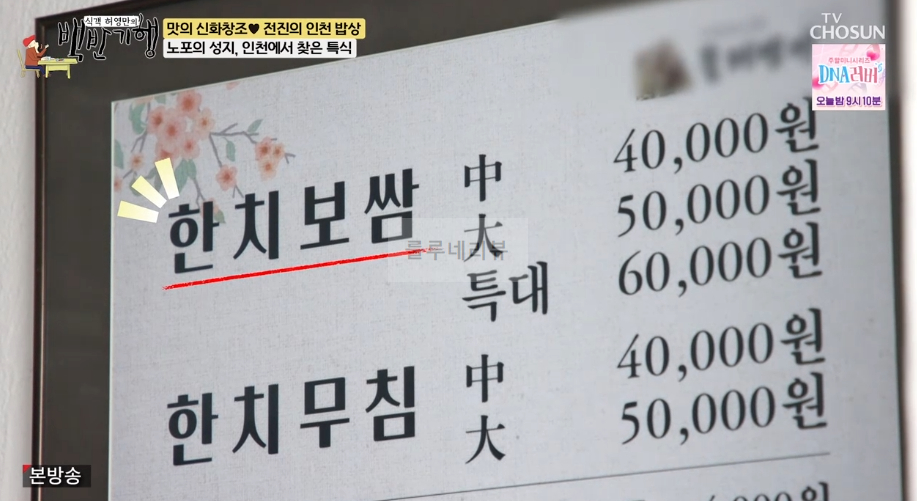 식객 허영만의
백반기행
맛의 신화창조♥ 전진의 인천 밥상
노포의 성지, 인천에서 찾은 특식
TV
CHOSUN
주말미니시리즈
DNA러버
오늘밤 9시10분
한치보쌈 中 40,000원
大 50,000원
특대 60,000원
룰루네리뷰
한치무침 中 40,000원
大 50,000원
본방송